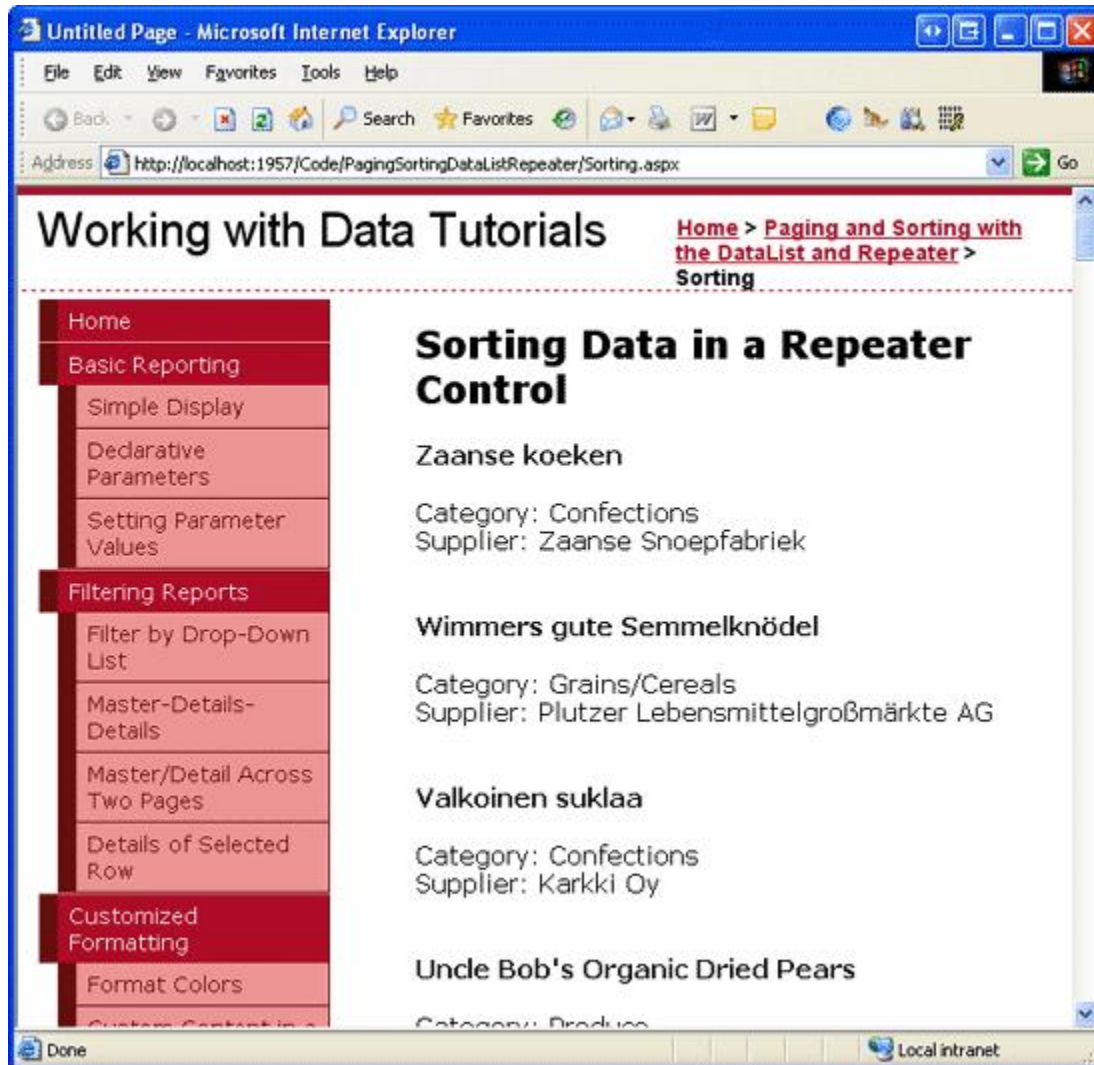 Untitled Page - Microsoft Internet Explorer
File Edit View Favorites Tools Help
Back Search Favorites
Address http://localhost:1957/Code/PagingSortingDataListRepeater/Sorting.aspx Go
Working with Data Tutorials
Home > Paging and Sorting with
the DataList and Repeater >
Sorting
Home
Basic Reporting
Simple Display
Declarative
Parameters
Setting Parameter
Values
Filtering Reports
Filter by Drop-Down
List
Master-Details-
Details
Master/Detail Across
Two Pages
Details of Selected
Row
Customized
Formatting
Format Colors
Custom Content in a
Sorting Data in a Repeater
Control
Zaanse koeken
Category: Confections
Supplier: Zaanse Snoepfabriek
Wimmers gute Semmelknödel
Category: Grains/Cereals
Supplier: Plutzer Lebensmittelgroßmärkte AG
Valkoinen suklaa
Category: Confections
Supplier: Karkki Oy
Uncle Bob's Organic Dried Pears
Category: Produce
Done
Local intranet